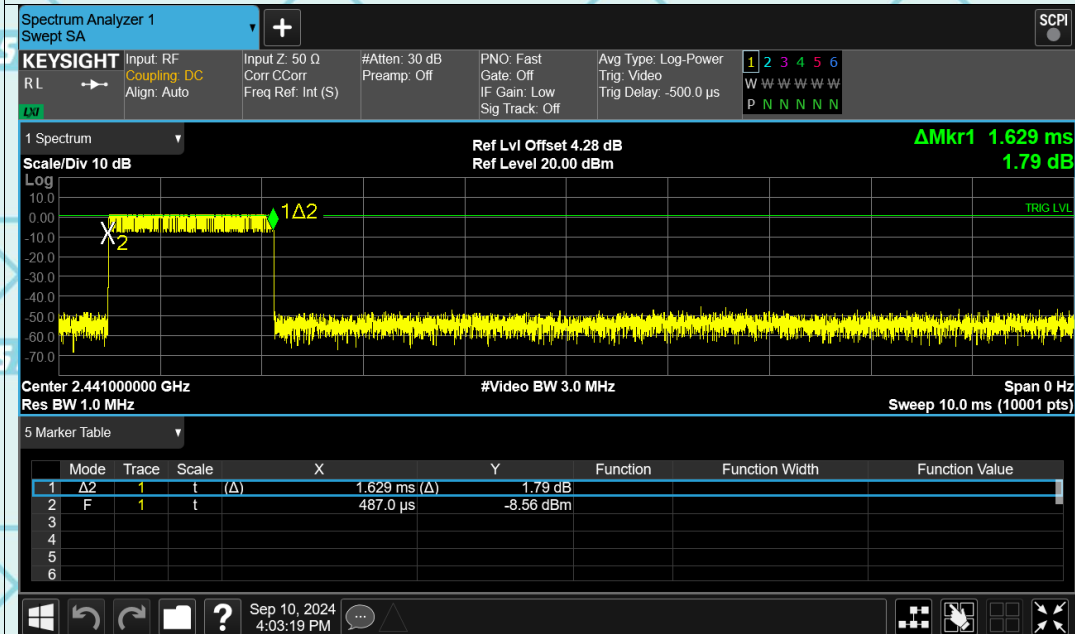 Spectrum Analyzer 1
Swept SA
+
SCPI
KEYSIGHT
R L
LXI
Input: RF
Coupling: DC
Align: Auto
Input Z: 50 Ω
Corr CCorr
Freq Ref: Int (S)
#Atten: 30 dB
Preamp: Off
PNO: Fast
Gate: Off
IF Gain: Low
Sig Track: Off
Avg Type: Log-Power
Trig: Video
Trig Delay: -500.0 µs
1 2 3 4 5 6
W W W W W W
P N N N N N
1 Spectrum
Scale/Div 10 dB
Ref Lvl Offset 4.28 dB
Ref Level 20.00 dBm
ΔMkr1 1.629 ms
1.79 dB
Log
10.0
0.00
-10.0
-20.0
-30.0
-40.0
-50.0
-60.0
-70.0
1Δ2
X2
TRIG LVL
Center 2.441000000 GHz
#Video BW 3.0 MHz
Span 0 Hz
Res BW 1.0 MHz
Sweep 10.0 ms (10001 pts)
5 Marker Table
Mode Trace Scale X Y Function Function Width Function Value
1 Δ2 1 t (Δ) 1.629 ms (Δ) 1.79 dB
2 F 1 t 487.0 µs -8.56 dBm
3
4
5
6
?
Sep 10, 2024
4:03:19 PM